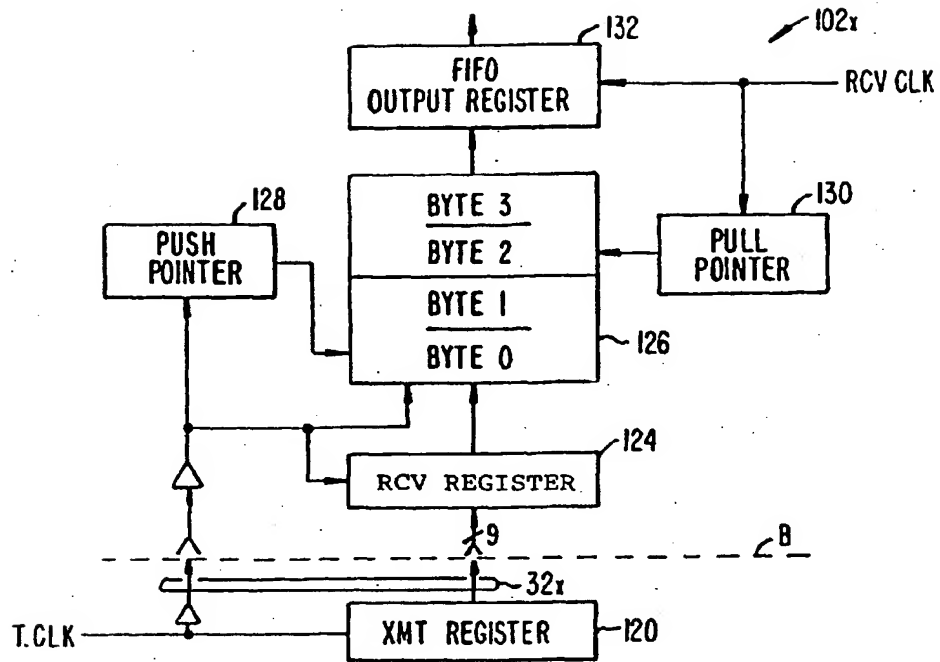 102x
132
FIFO
OUTPUT REGISTER
RCV CLK
128
PUSH
POINTER
BYTE 3
BYTE 2
BYTE 1
BYTE 0
130
PULL
POINTER
126
124
RCV REGISTER
9
B
32x
T.CLK
XMT REGISTER
120